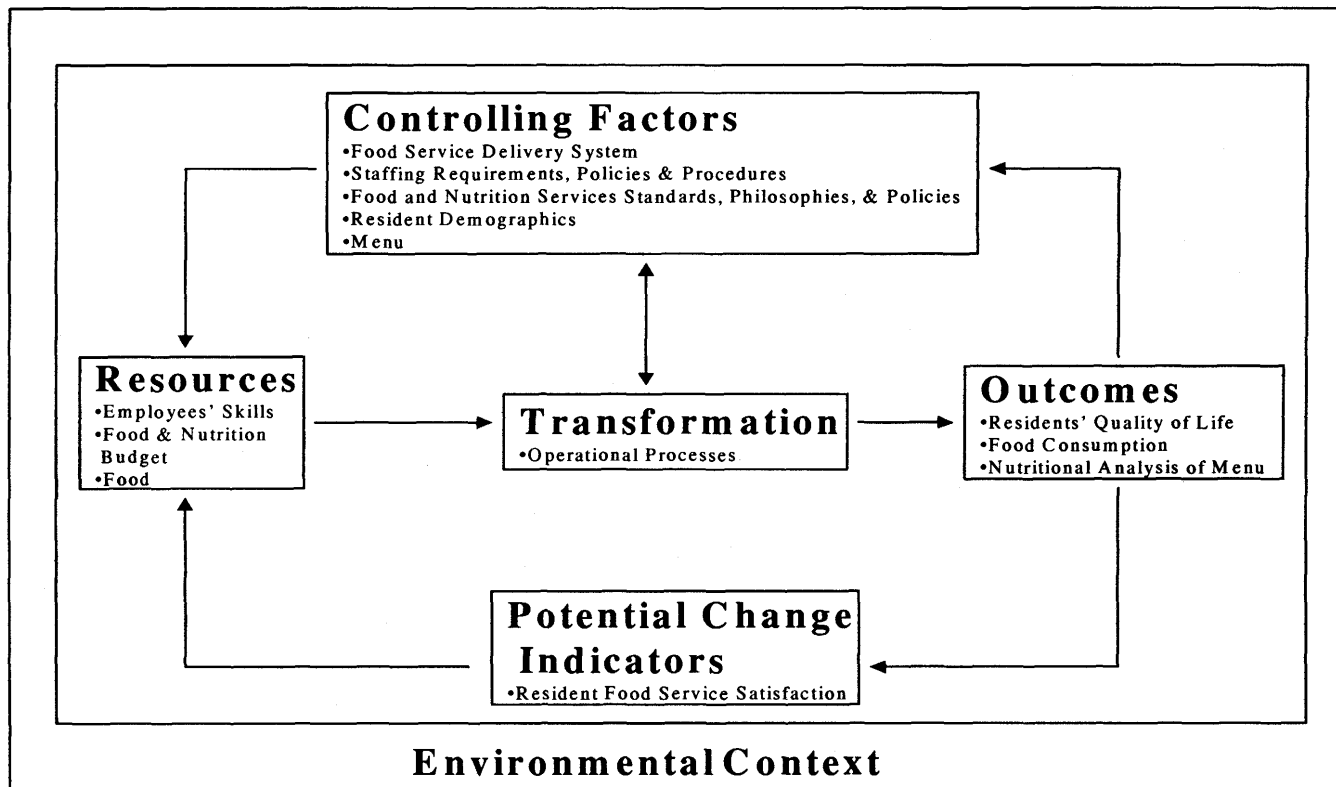 Controlling Factors
•Food Service Delivery System
•Staffing Requirements, Policies & Procedures
•Food and Nutrition Services Standards, Philosophies, & Policies
•Resident Demographics
•Menu
Resources
•Employees' Skills
•Food & Nutrition
Budget
•Food
Transformation
•Operational Processes
Outcomes
•Residents' Quality of Life
•Food Consumption
•Nutritional Analysis of Menu
Potential Change
Indicators
•Resident Food Service Satisfaction
Environmental Context